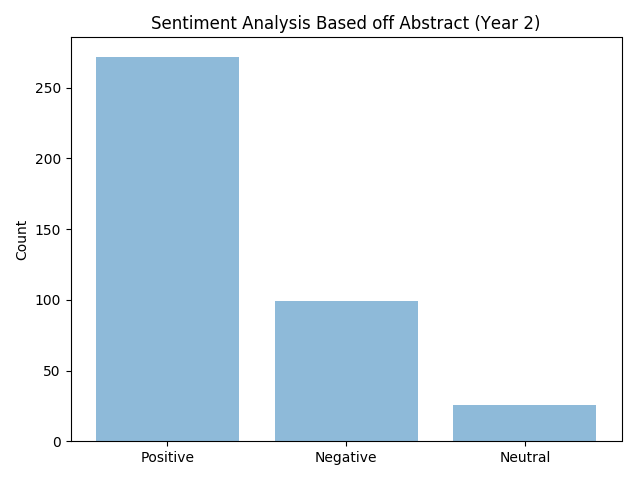 Sentiment Analysis Based off Abstract (Year 2)
250
200
150
100
50
0
Count
Positive Negative Neutral